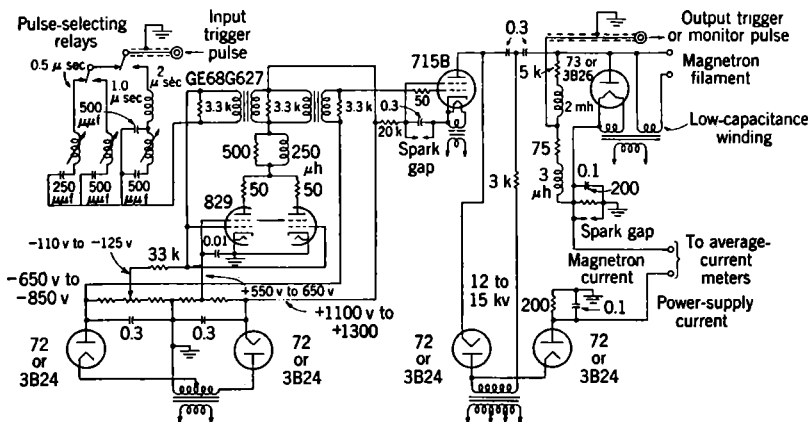 Pulse-selecting
relays
Input
trigger
pulse
0.5 μ sec
1.0
μ sec
2
μ sec
500
μμf
250
μμf
500
μμf
500
μμf
GE68G627
3.3 k
3.3 k
3.3 k
500
250
μh
829
50
50
0.01
-110 v to -125 v
33 k
-650 v to
-850 v
+550 v to 650 v
+1100 v to
+1300
0.3
0.3
72
or
3B24
72
or
3B24
715B
0.3
50
20 k
Spark
gap
0.3
3 k
12 to
15 kv
72
or
3B24
72
or
3B24
Output trigger
or monitor pulse
73 or
3B26
5 k
2 mh
Magnetron
filament
Low-capacitance
winding
75
3
μh
0.1
200
Spark gap
Magnetron
current
To average-
current
meters
200
0.1
Power-supply
current